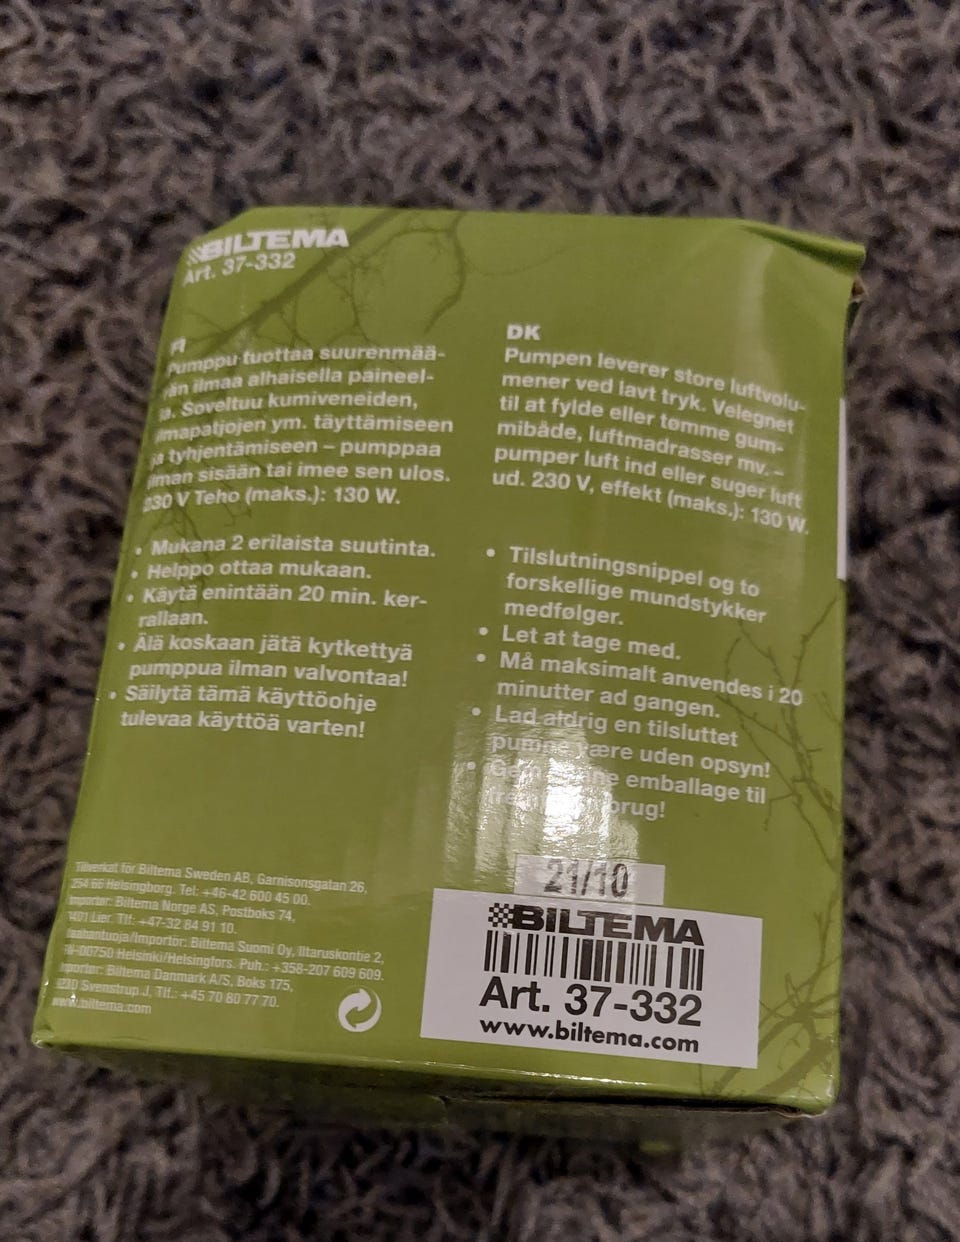 BILTEMA
Art. 37-332
FI
Pumppu tuottaa suurenmää-
rän ilmaa alhaisella paineel-
la. Soveltuu kumiveneiden,
ilmapatjojen ym. täyttämiseen
ja tyhjentämiseen – pumppaa
ilman sisään tai imee sen ulos.
230 V Teho (maks.): 130 W.
• Mukana 2 erilaista suutinta.
• Helppo ottaa mukaan.
• Käytä enintään 20 min. ker-
rallaan.
• Älä koskaan jätä kytkettyä
pumppua ilman valvontaa!
• Säilytä tämä käyttöohje
tulevaa käyttöä varten!
DK
Pumpen leverer store luftvolu-
mener ved lavt tryk. Velegnet
til at fylde eller tømme gum-
mibåde, luftmadrasser mv. –
pumper luft ind eller suger luft
ud. 230 V, effekt (maks.): 130 W.
• Tilslutningsnippel og to
forskellige mundstykker
medfølger.
• Let at tage med.
• Må maksimalt anvendes i 20
minutter ad gangen.
• Lad aldrig en tilsluttet
pumpe være uden opsyn!
• emballage til
brug!
Tillverkat för Biltema Sweden AB, Garnisonsgatan 26,
254 66 Helsingborg. Tel: +46-42 600 45 00.
Importør: Biltema Norge AS, Postboks 74,
1401 Lier. Tlf: +47-32 84 91 10.
Maahantuoja/Importör: Biltema Suomi Oy, Iltaruskontie 2,
FIN-00750 Helsinki/Helsingfors. Puh.: +358-207 609 609.
Importør: Biltema Danmark A/S, Boks 175,
9230 Svenstrup J, Tlf.: +45 70 80 77 70.
www.biltema.com
21/10
BILTEMA
Art. 37-332
www.biltema.com